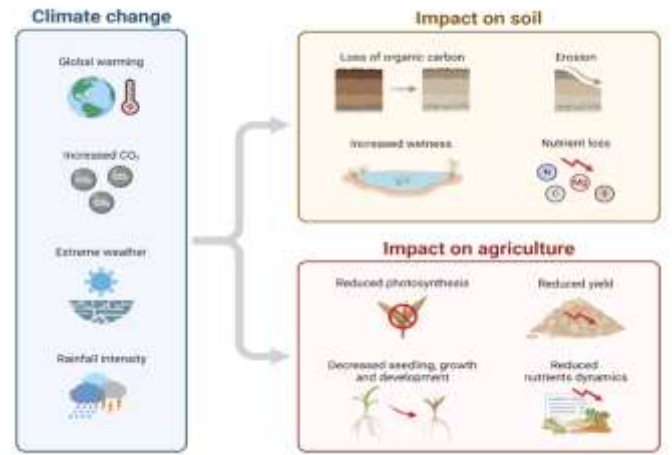 Climate change
Global warming
Increased CO₂
Extreme weather
Rainfall intensity
Impact on soil
Loss of organic carbon
Erosion
Increased wetness
Nutrient loss
N
Mg
Impact on agriculture
Reduced photosynthesis
Reduced yield
Decreased seedling, growth
and development
Reduced
nutrients dynamics